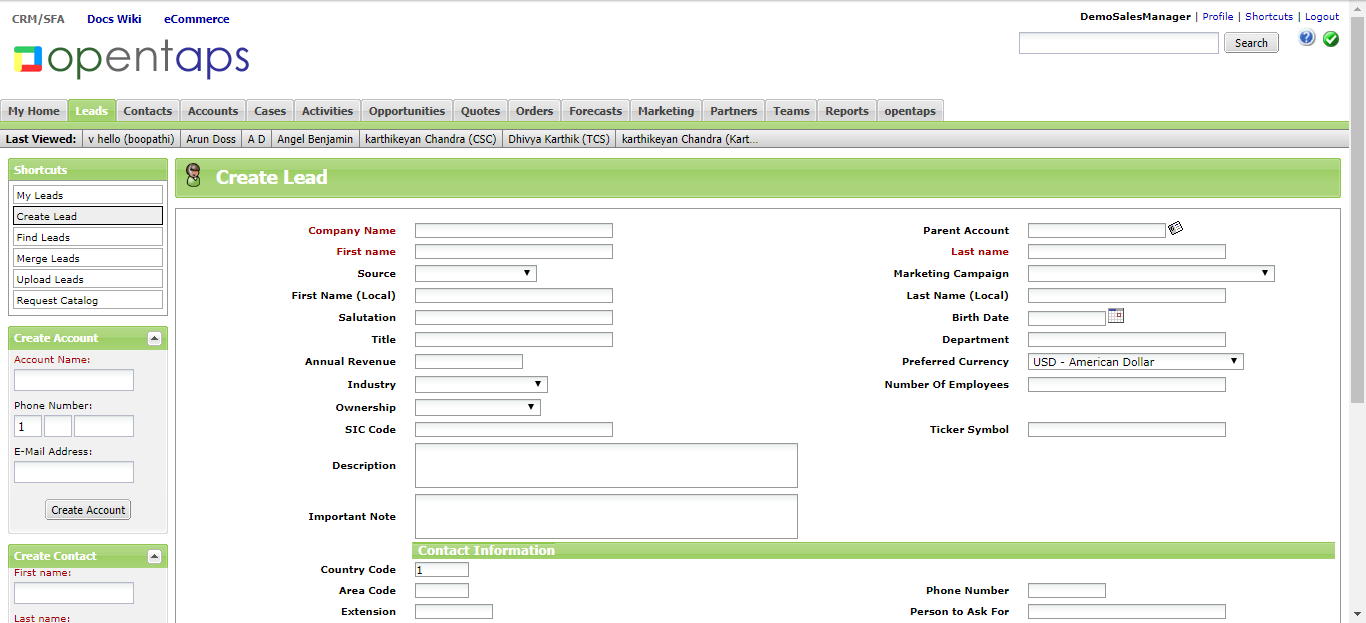 CRM/SFA Docs Wiki eCommerce
DemoSalesManager | Profile | Shortcuts | Logout
opentaps
Search
My Home Leads Contacts Accounts Cases Activities Opportunities Quotes Orders Forecasts Marketing Partners Teams Reports opentaps
Last Viewed: v hello (boopathi) Arun Doss A D Angel Benjamin karthikeyan Chandra (CSC) Dhivya Karthik (TCS) karthikeyan Chandra (Kart...
Shortcuts
My Leads
Create Lead
Find Leads
Merge Leads
Upload Leads
Request Catalog
Create Account
Account Name:
Phone Number:
1
E-Mail Address:
Create Account
Create Contact
First name:
Last name:
Create Lead
Company Name Parent Account
First name Last name
Source Marketing Campaign
First Name (Local) Last Name (Local)
Salutation Birth Date
Title Department
Annual Revenue Preferred Currency USD - American Dollar
Industry Number Of Employees
Ownership
SIC Code Ticker Symbol
Description
Important Note
Contact Information
Country Code 1
Area Code Phone Number
Extension Person to Ask For